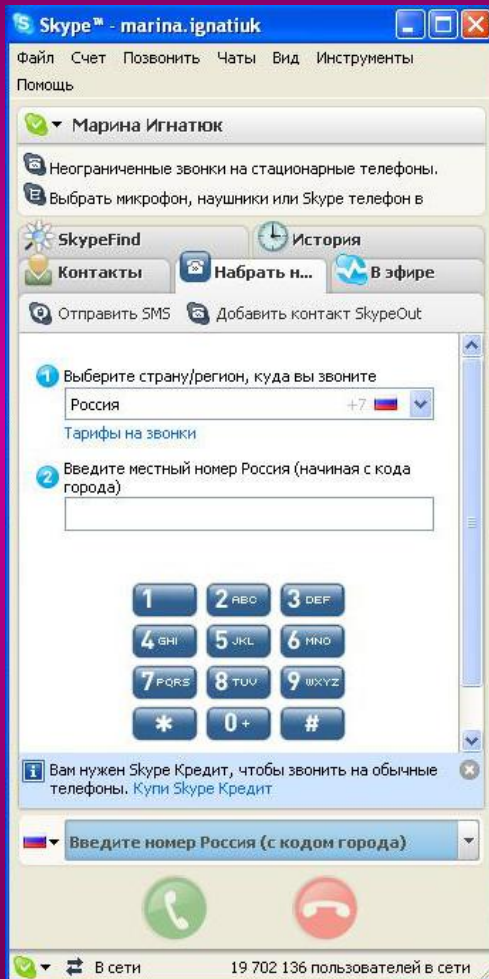 Skype™ - marina.ignatiuk
Файл Счет Позвонить Чаты Вид Инструменты
Помощь
Марина Игнатюк
Неограниченные звонки на стационарные телефоны.
Выбрать микрофон, наушники или Skype телефон в
SkypeFind История
Контакты Набрать н... В эфире
Отправить SMS Добавить контакт SkypeOut
1 Выберите страну/регион, куда вы звоните
Россия +7
Тарифы на звонки
2 Введите местный номер Россия (начиная с кода
города)
1 2 ABC 3 DEF
4 GHI 5 JKL 6 MNO
7 PQRS 8 TUV 9 WXYZ
* 0 + #
Вам нужен Skype Кредит, чтобы звонить на обычные
телефоны. Купи Skype Кредит
Введите номер Россия (с кодом города)
В сети 19 702 136 пользователей в сети